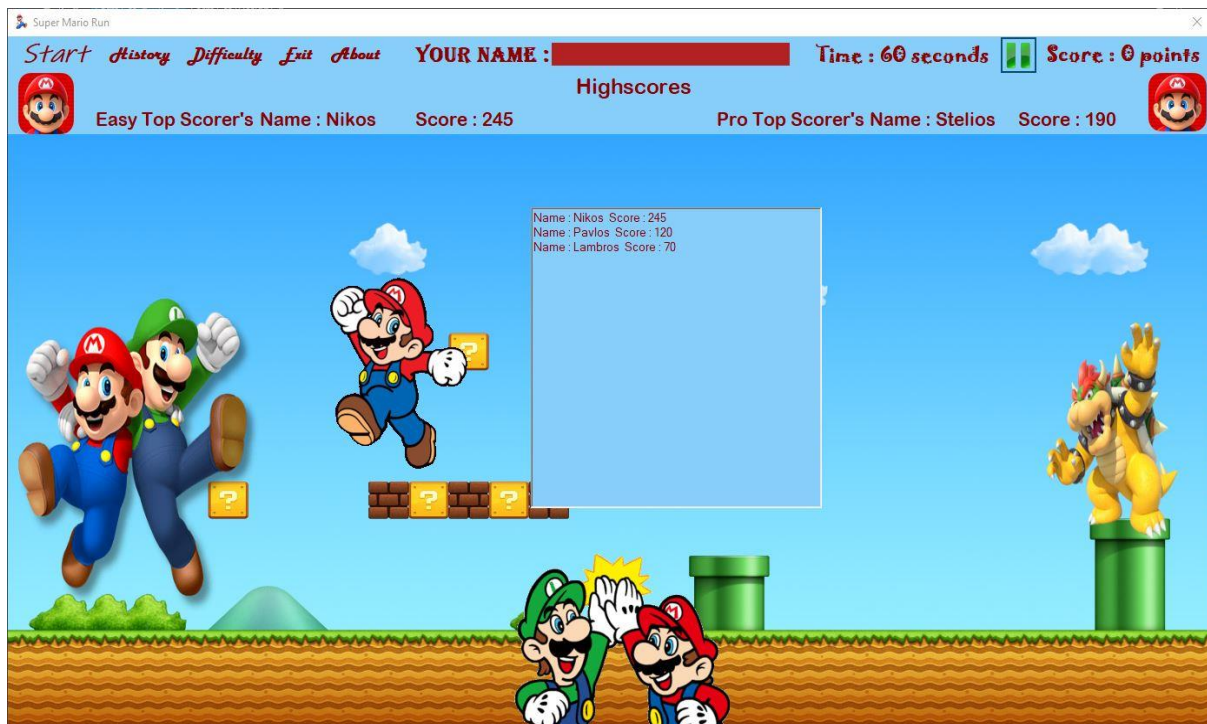 Super Mario Run
Start History Difficulty Exit About YOUR NAME : Time : 60 seconds Score : 0 points
Highscores
Easy Top Scorer's Name : Nikos Score : 245 Pro Top Scorer's Name : Stelios Score : 190
Name : Nikos Score : 245
Name : Pavlos Score : 120
Name : Lambros Score : 70
M
M
M
M
L
?
?
? ?
L
M